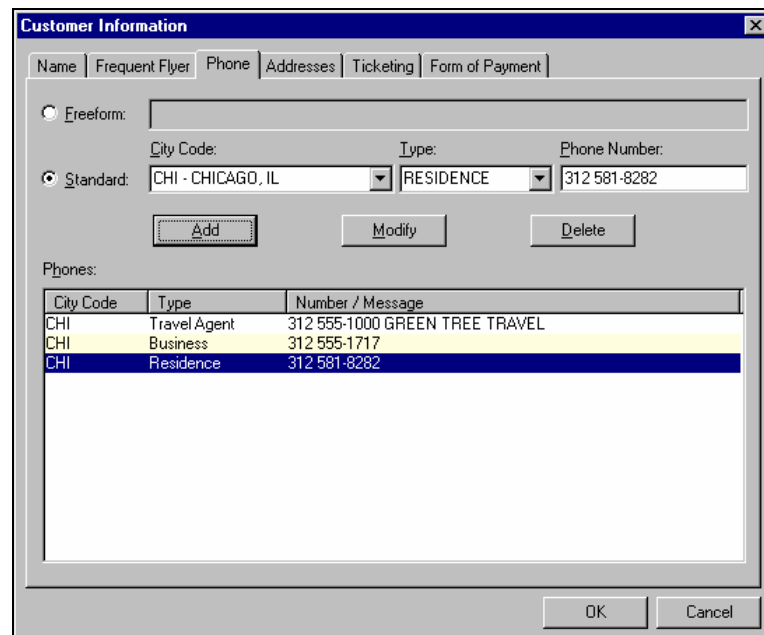 Customer Information
Name Frequent Flyer Phone Addresses Ticketing Form of Payment
Freeform:
City Code: Type: Phone Number:
Standard: CHI - CHICAGO, IL RESIDENCE 312 581-8282
Add Modify Delete
Phones:
City Code Type Number / Message
CHI Travel Agent 312 555-1000 GREEN TREE TRAVEL
CHI Business 312 555-1717
CHI Residence 312 581-8282
OK Cancel